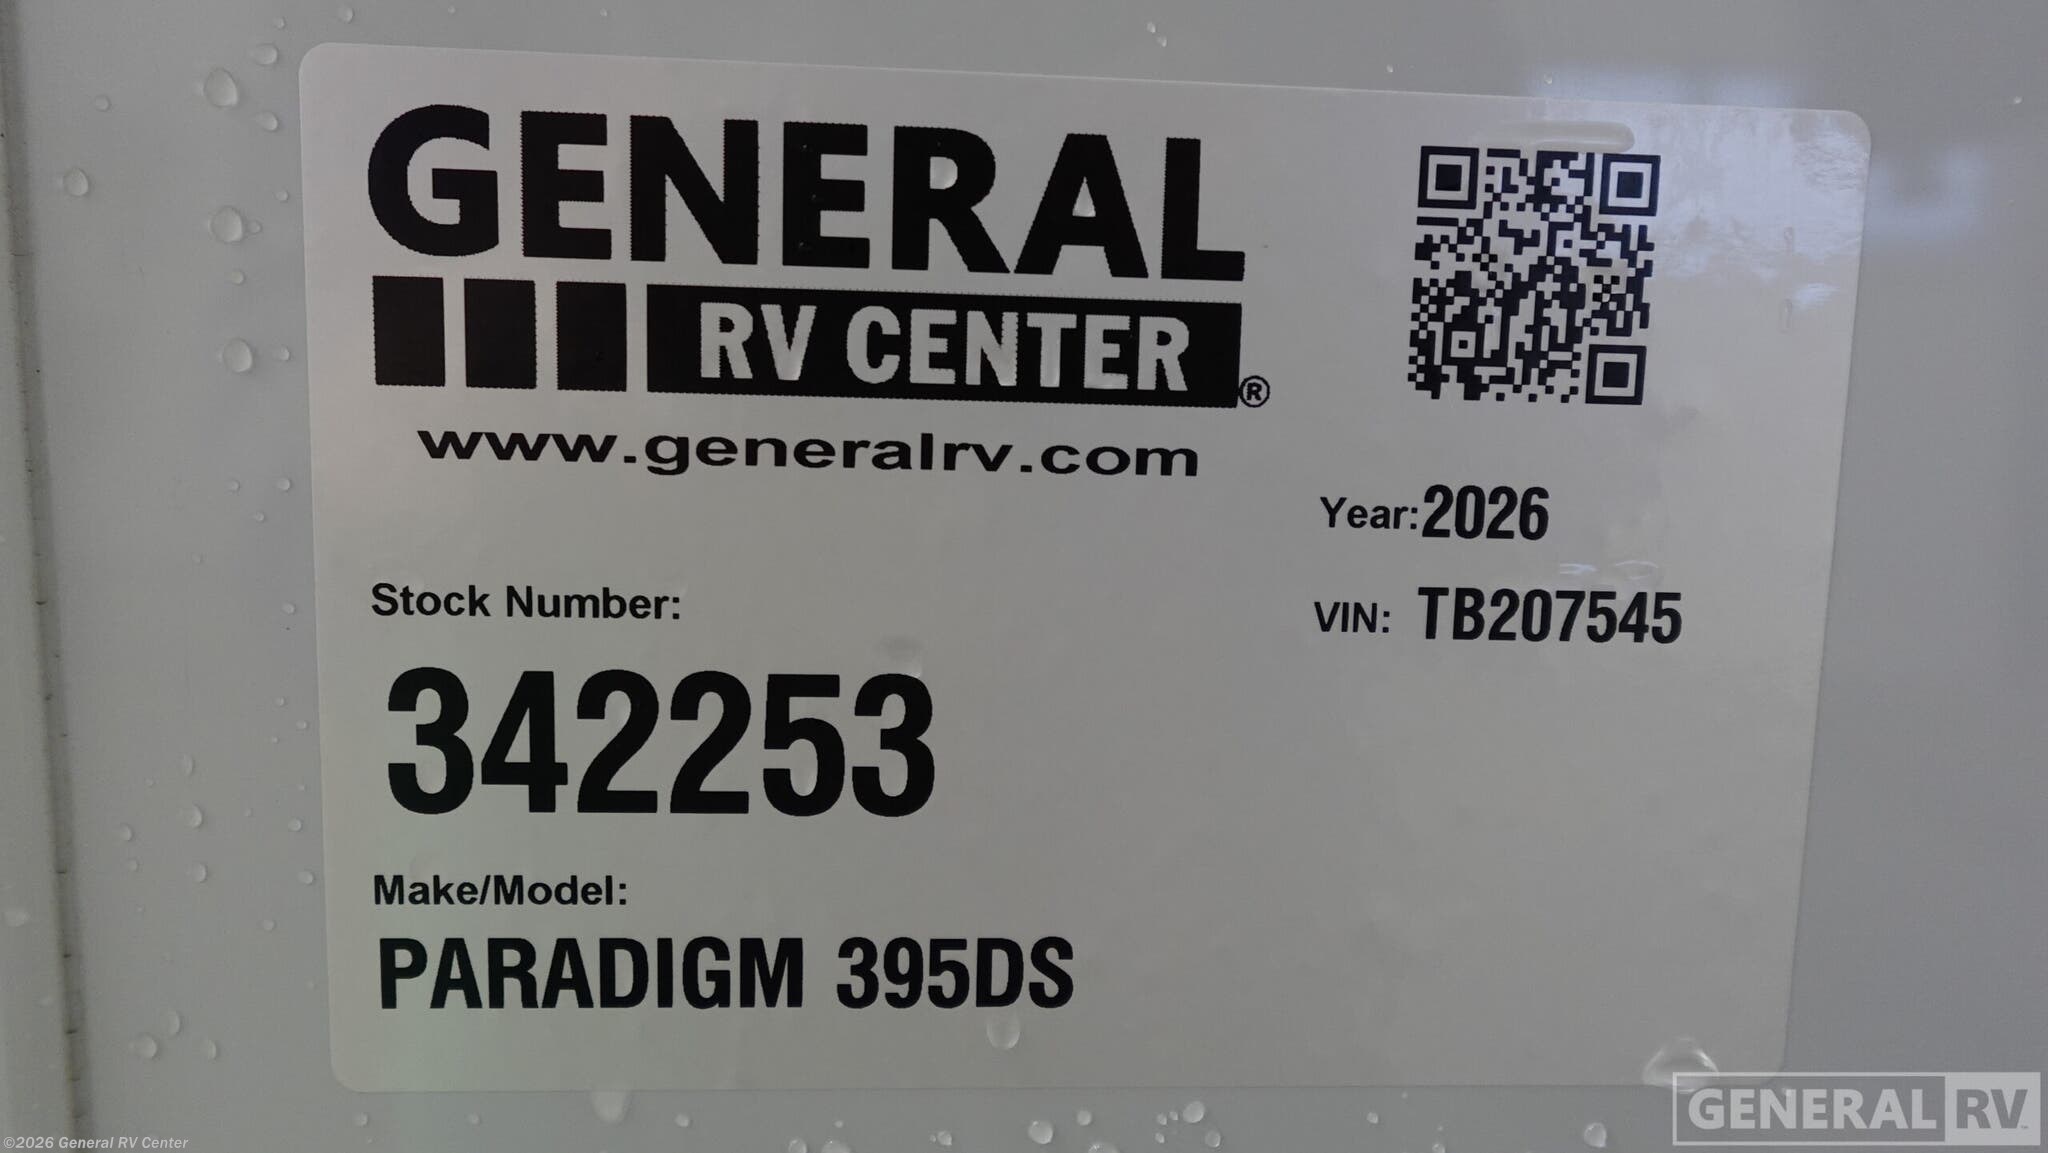 GENERAL
RV CENTER®
www.generalrv.com
Year: 2026
Stock Number:
VIN: TB207545
342253
Make/Model:
PARADIGM 395DS
GENERAL RV™
©2026 General RV Center